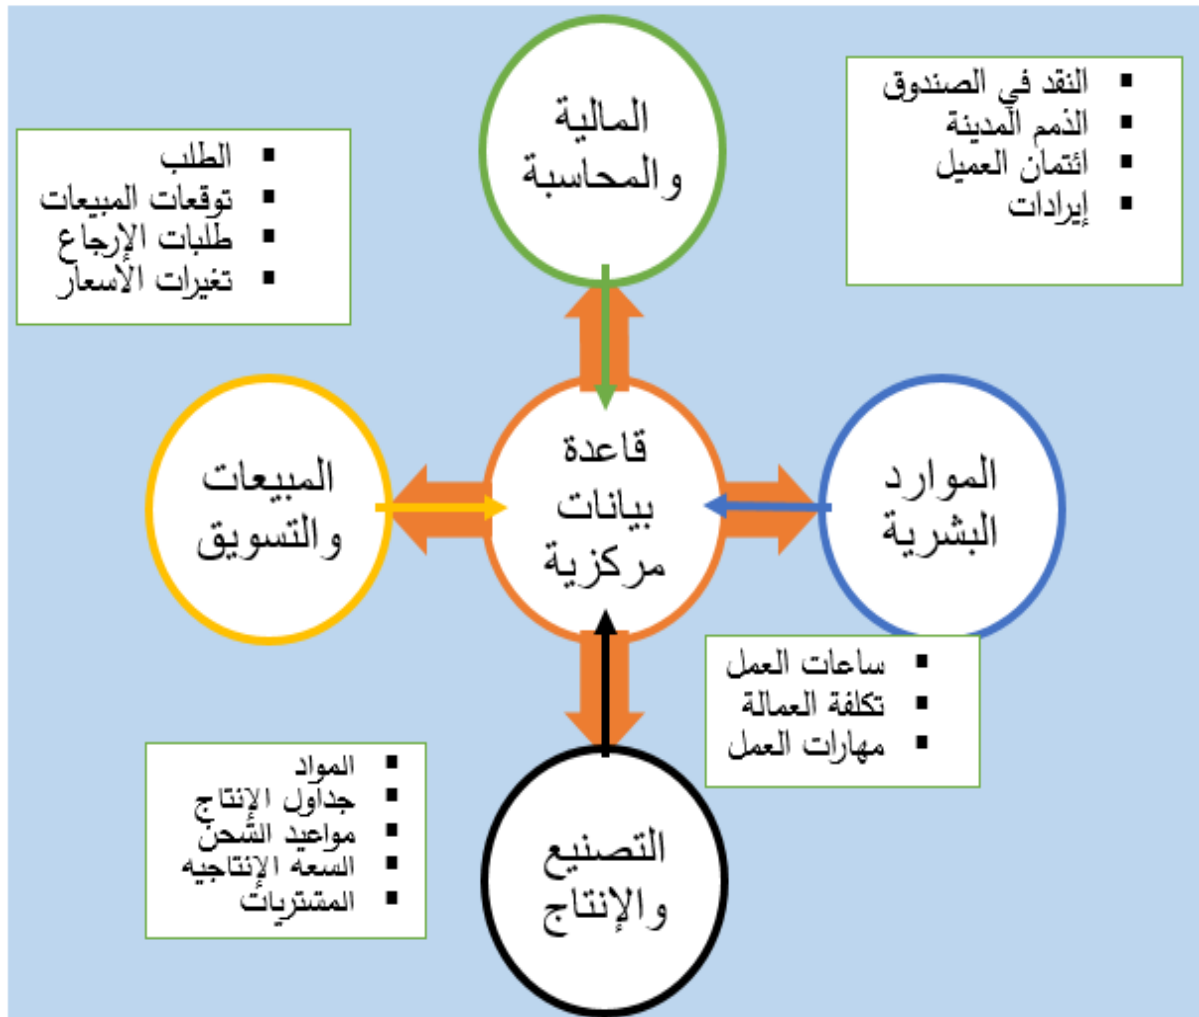 المالية
والمحاسبة
▪ النقد في الصندوق
▪ الذمم المدينة
▪ ائتمان العميل
▪ إيرادات
▪ الطلب
▪ توقعات المبيعات
▪ طلبات الإرجاع
▪ تغيرات الأسعار
الموارد
البشرية
قاعدة
بيانات
مركزية
المبيعات
والتسويق
▪ ساعات العمل
▪ تكلفة العمالة
▪ مهارات العمل
▪ المواد
▪ جداول الإنتاج
▪ مواعيد الشحن
▪ السعه الإنتاجيه
▪ المشتريات
التصنيع
والإنتاج